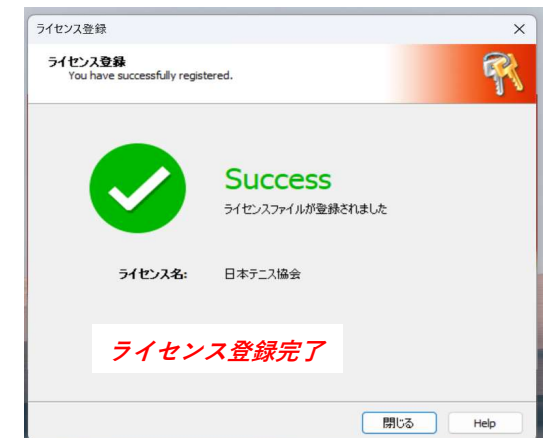 ライセンス登録
ライセンス登録
You have successfully registered.
Success
ライセンスファイルが登録されました
ライセンス名: 日本テニス協会
ライセンス登録完了
閉じる Help